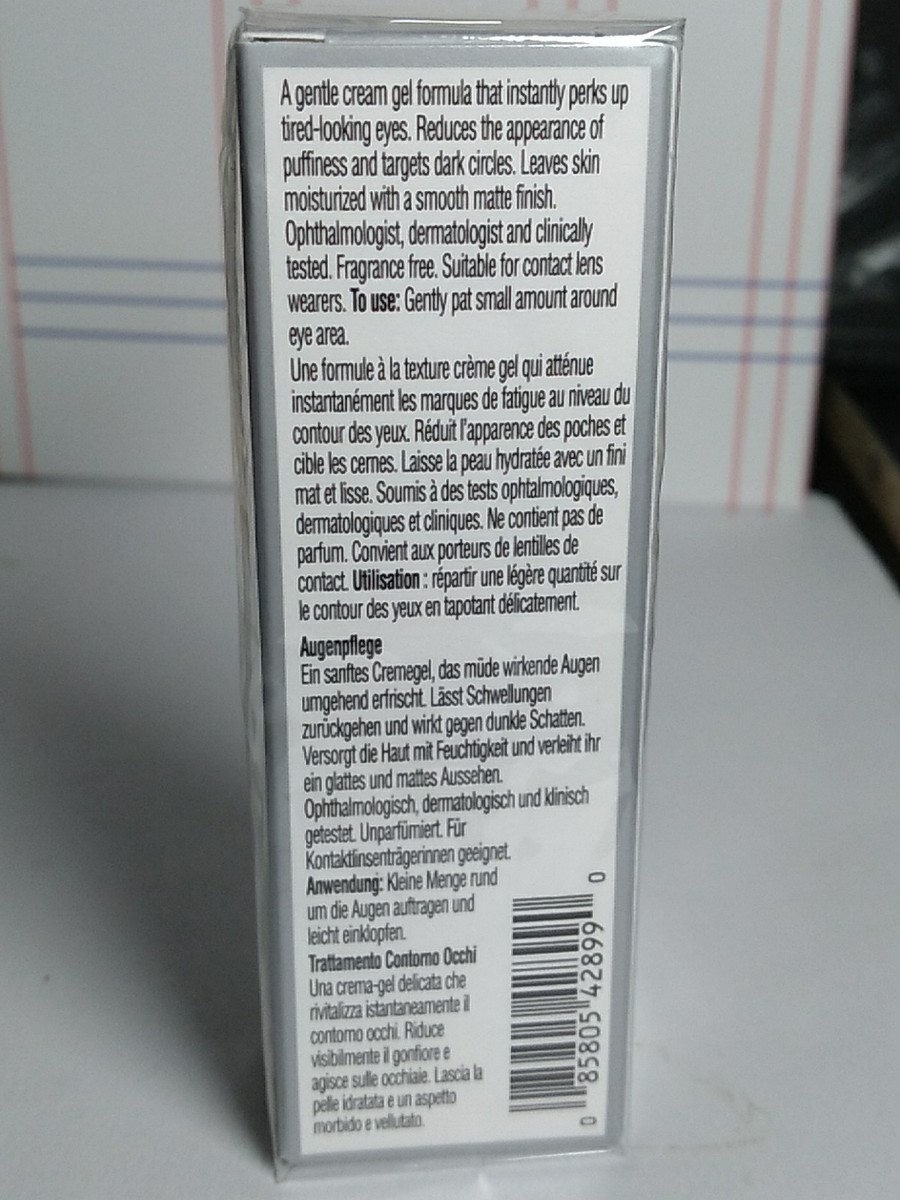 A gentle cream gel formula that instantly perks up
tired-looking eyes. Reduces the appearance of
puffiness and targets dark circles. Leaves skin
moisturized with a smooth matte finish.
Ophthalmologist, dermatologist and clinically
tested. Fragrance free. Suitable for contact lens
wearers. To use: Gently pat small amount around
eye area.
Une formule à la texture crème gel qui atténue
instantanément les marques de fatigue au niveau du
contour des yeux. Réduit l'apparence des poches et
cible les cernes. Laisse la peau hydratée avec un fini
mat et lisse. Soumis à des tests ophtalmologiques,
dermatologiques et cliniques. Ne contient pas de
parfum. Convient aux porteurs de lentilles de
contact. Utilisation : répartir une légère quantité sur
le contour des yeux en tapotant délicatement.
Augenpflege
Ein sanftes Cremegel, das müde wirkende Augen
umgehend erfrischt. Lässt Schwellungen
zurückgehen und wirkt gegen dunkle Schatten.
Versorgt die Haut mit Feuchtigkeit und verleiht ihr
ein glattes und mattes Aussehen.
Ophthalmologisch, dermatologisch und klinisch
getestet. Unparfümiert. Für
Kontaktlinsenträgerinnen geeignet.
Anwendung: Kleine Menge rund
um die Augen auftragen und
leicht einklopfen.
Trattamento Contorno Occhi
Una crema-gel delicata che
rivitalizza istantaneamente il
contorno occhi. Riduce
visibilmente il gonfiore e
agisce sulle occhiaie. Lascia la
pelle idratata e un aspetto
morbido e vellutato.
0 85805 42899 0